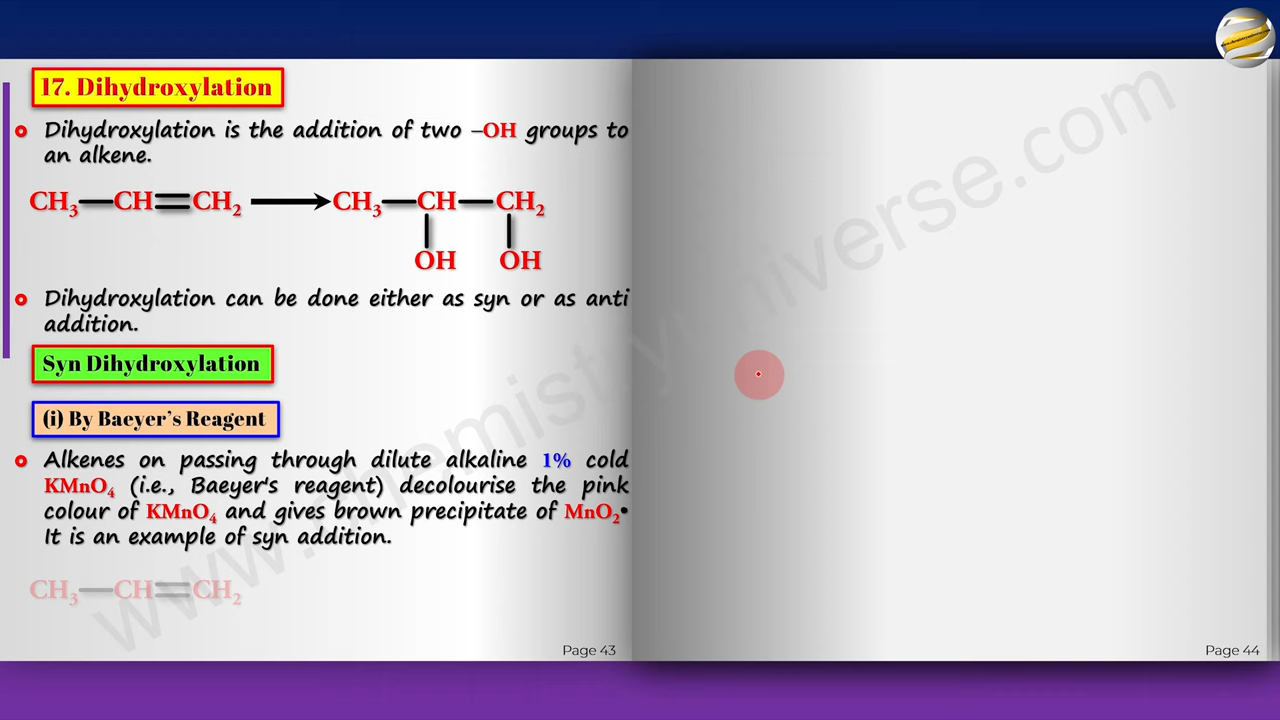 17. Dihydroxylation
Dihydroxylation is the addition of two –OH groups to
an alkene.
CH₃—CH=CH₂ → CH₃—CH—CH₂
OH OH
Dihydroxylation can be done either as syn or as anti
addition.
Syn Dihydroxylation
(i) By Baeyer's Reagent
Alkenes on passing through dilute alkaline 1% cold
KMnO₄ (i.e., Baeyer's reagent) decolourise the pink
colour of KMnO₄ and gives brown precipitate of MnO₂•
It is an example of syn addition.
CH₃—CH=CH₂
Page 43
Page 44
www.chemistryuniverse.com